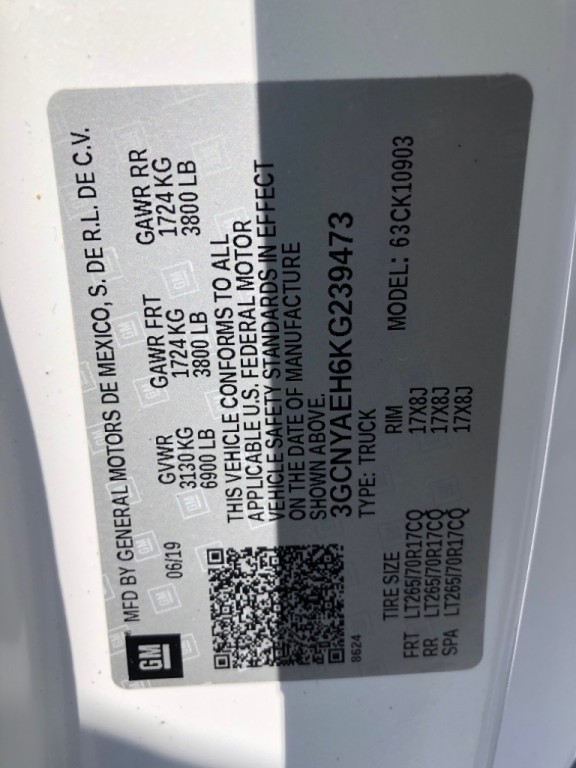 GM
MFD BY GENERAL MOTORS DE MEXICO, S. DE R.L. DE C.V.
06/19
GVWR GAWR FRT GAWR RR
3130 KG 1724 KG 1724 KG
6900 LB 3800 LB 3800 LB
THIS VEHICLE CONFORMS TO ALL
APPLICABLE U.S. FEDERAL MOTOR
VEHICLE SAFETY STANDARDS IN EFFECT
ON THE DATE OF MANUFACTURE
SHOWN ABOVE.
3GCNYAEH6KG239473
8624
TYPE: TRUCK
MODEL: 63CK10903
TIRE SIZE RIM
FRT LT265/70R17CQ 17X8J
RR LT265/70R17CQ 17X8J
SPA LT265/70R17CQ 17X8J